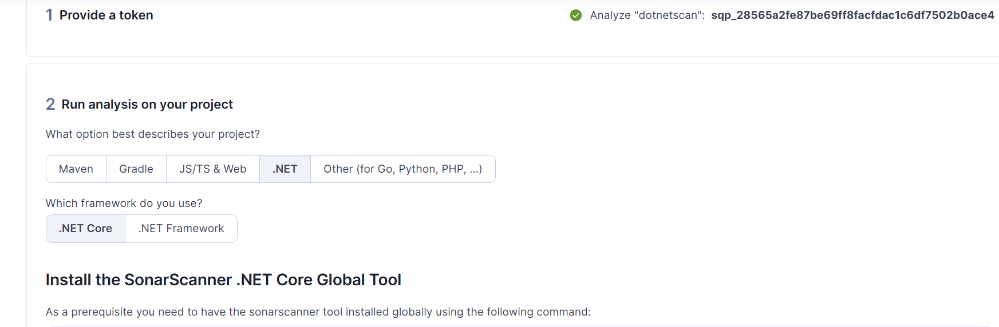 1 Provide a token
Analyze "dotnetscan": sqp_28565a2fe87be69ff8facfdac1c6df7502b0ace4
2 Run analysis on your project
What option best describes your project?
Maven Gradle JS/TS & Web .NET Other (for Go, Python, PHP, ...)
Which framework do you use?
.NET Core .NET Framework
Install the SonarScanner .NET Core Global Tool
As a prerequisite you need to have the sonarscanner tool installed globally using the following command: